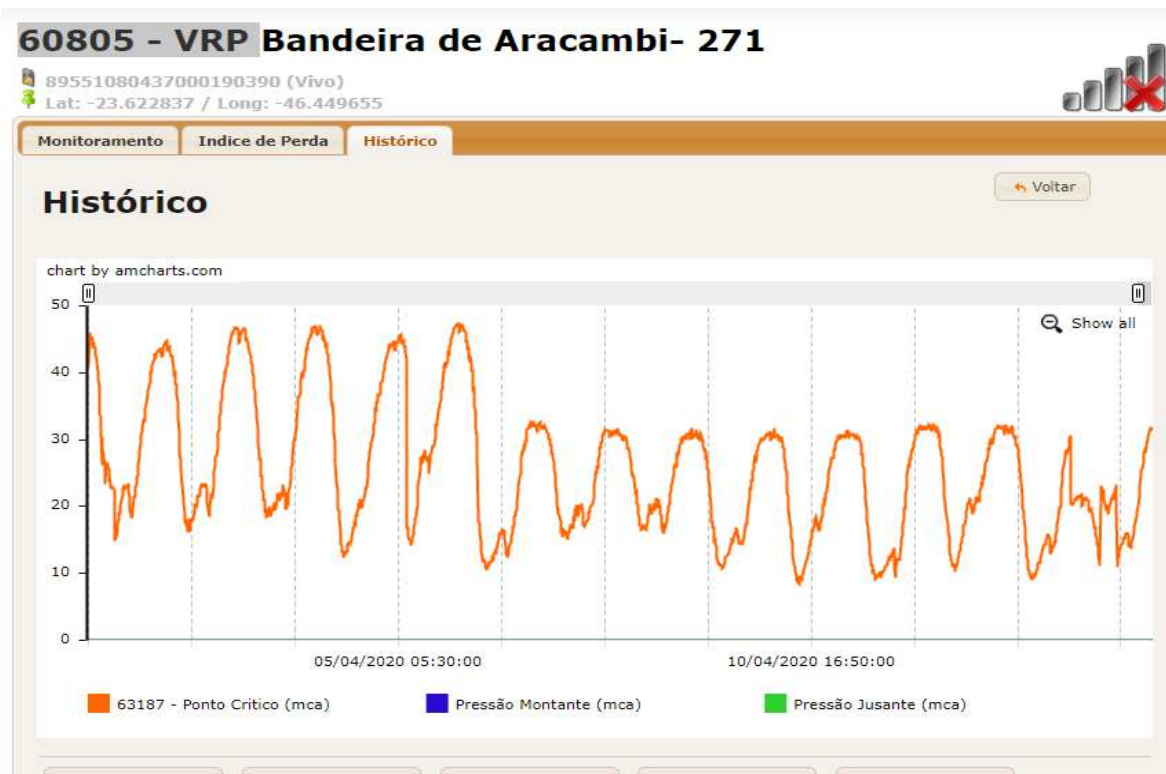 60805 - VRP Bandeira de Aracambi- 271
89551080437000190390 (Vivo)
Lat: -23.622837 / Long: -46.449655
Monitoramento Indice de Perda Histórico
Histórico
Voltar
chart by amcharts.com
Show all
50
40
30
20
10
0
05/04/2020 05:30:00 10/04/2020 16:50:00
63187 - Ponto Critico (mca) Pressão Montante (mca) Pressão Jusante (mca)